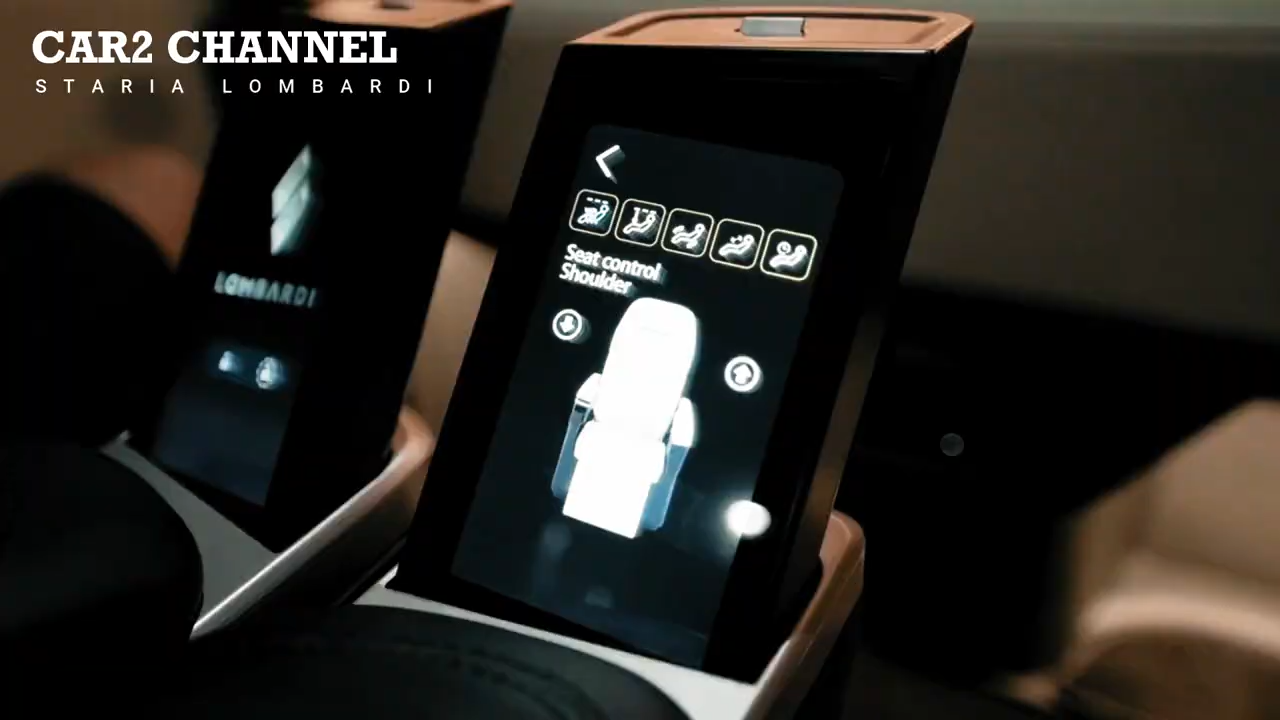 CAR2 CHANNEL
STARIA LOMBARDI
LOMBARDI
Seat control
Shoulder